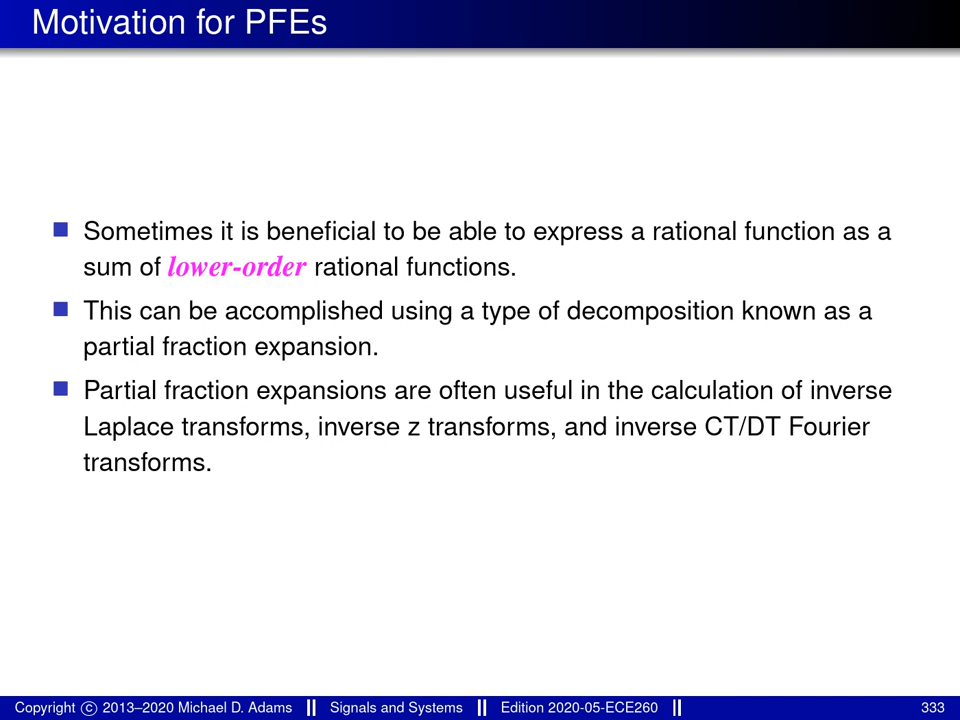 Motivation for PFEs
Sometimes it is beneficial to be able to express a rational function as a
sum of lower-order rational functions.
This can be accomplished using a type of decomposition known as a
partial fraction expansion.
Partial fraction expansions are often useful in the calculation of inverse
Laplace transforms, inverse z transforms, and inverse CT/DT Fourier
transforms.
Copyright © 2013–2020 Michael D. Adams Signals and Systems Edition 2020-05-ECE260 333